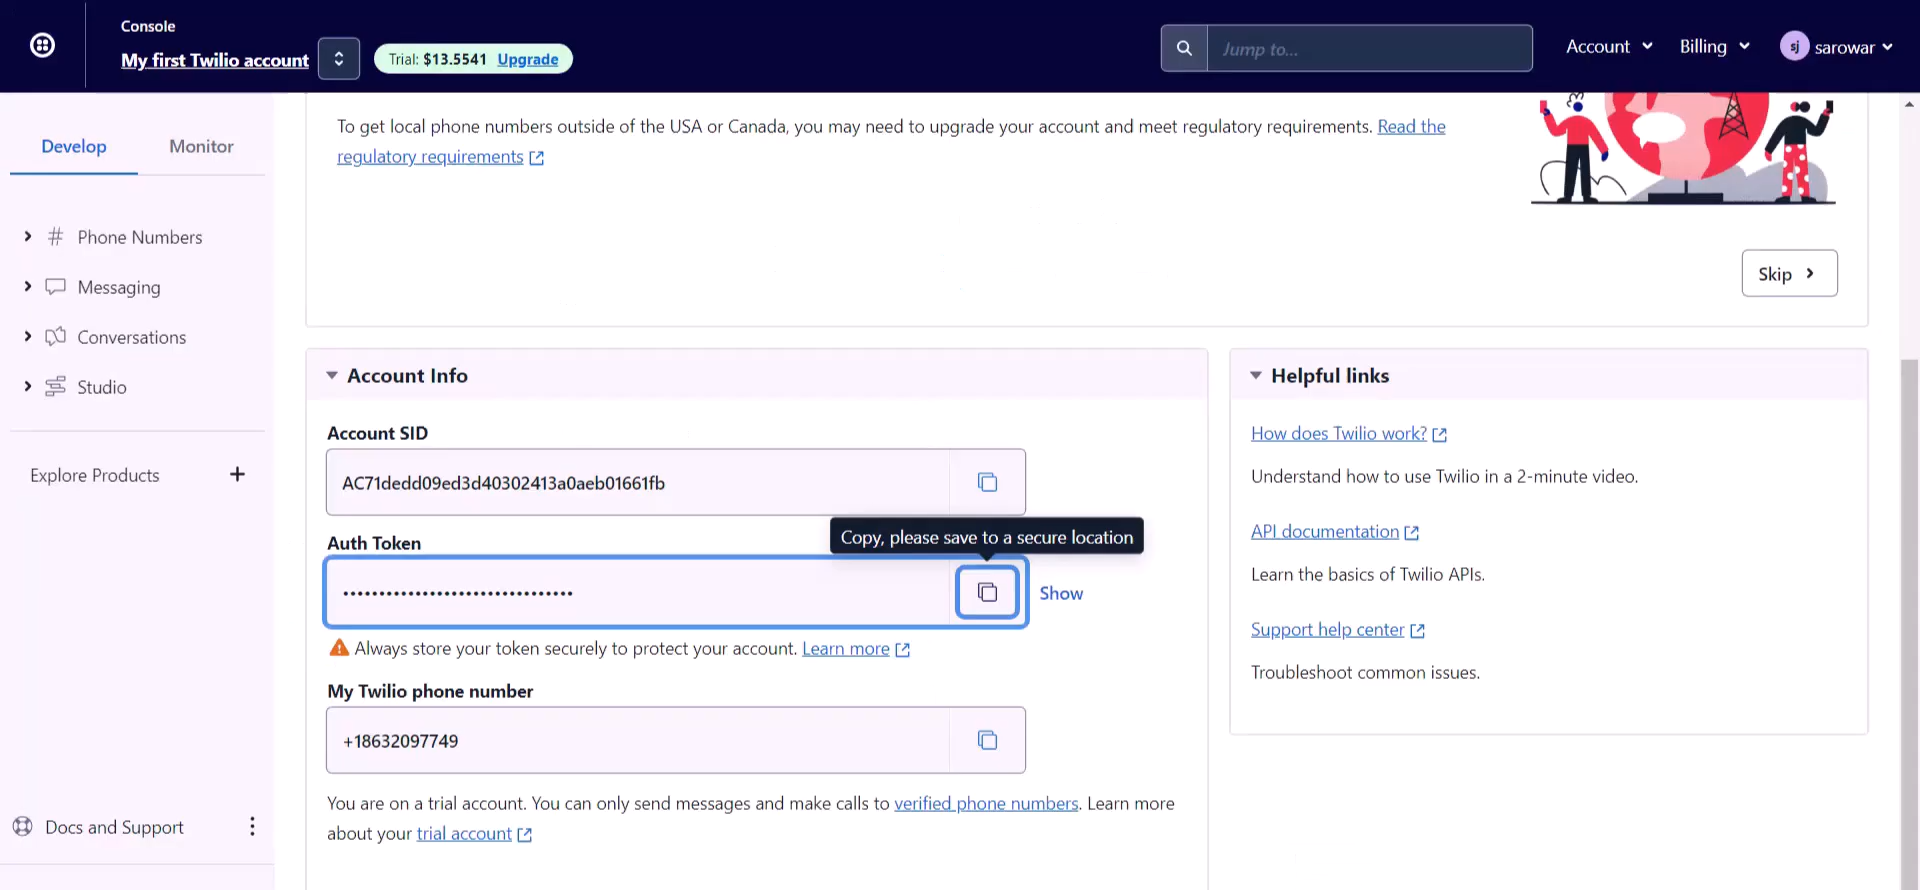 Console
My first Twilio account
Trial: $13.5541 Upgrade
Jump to...
Account
Billing
sj sarowar
Develop
Monitor
Phone Numbers
Messaging
Conversations
Studio
Explore Products
Docs and Support
To get local phone numbers outside of the USA or Canada, you may need to upgrade your account and meet regulatory requirements. Read the
regulatory requirements
Skip
Account Info
Account SID
AC71dedd09ed3d40302413a0aeb01661fb
Copy, please save to a secure location
Auth Token
••••••••••••••••••••••••••••••••
Show
Always store your token securely to protect your account. Learn more
My Twilio phone number
+18632097749
You are on a trial account. You can only send messages and make calls to verified phone numbers. Learn more
about your trial account
Helpful links
How does Twilio work?
Understand how to use Twilio in a 2-minute video.
API documentation
Learn the basics of Twilio APIs.
Support help center
Troubleshoot common issues.